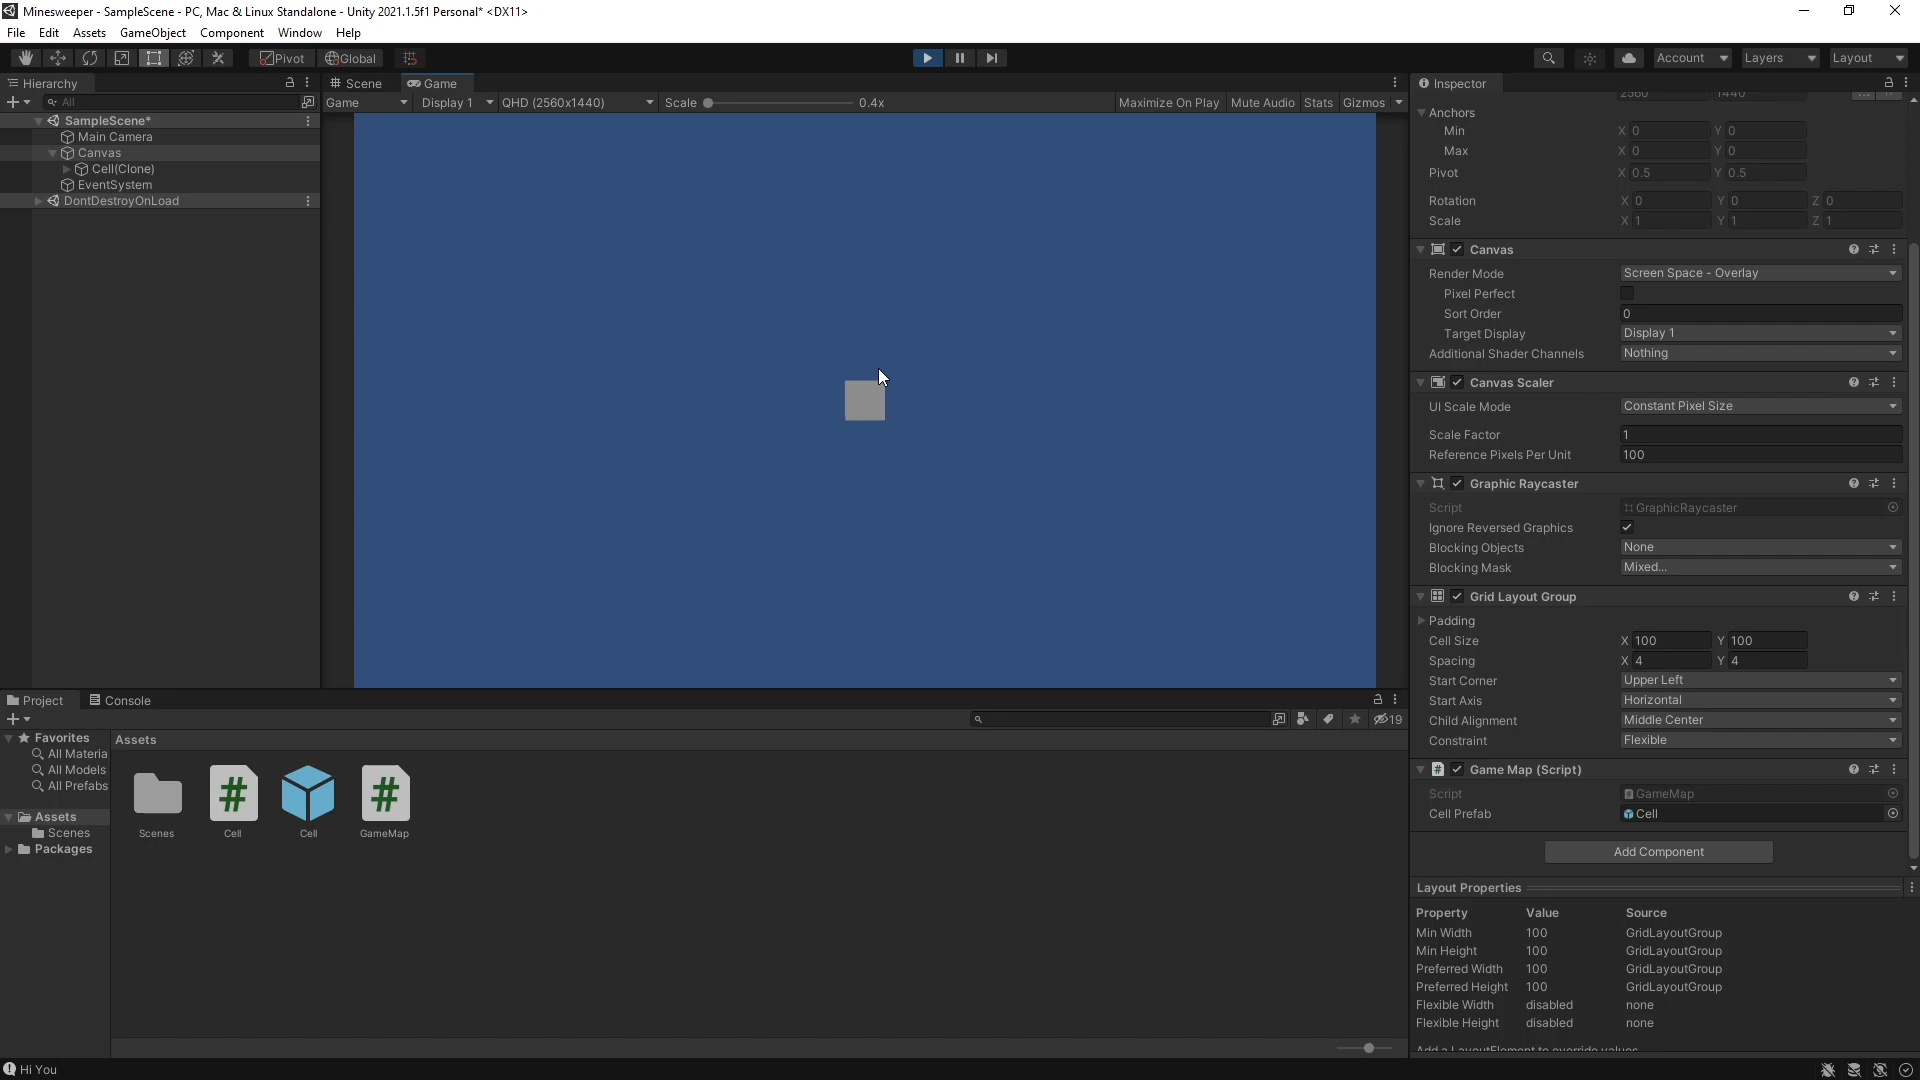 Minesweeper - SampleScene - PC, Mac & Linux Standalone - Unity 2021.1.5f1 Personal* <DX11>
File Edit Assets GameObject Component Window Help
Pivot Global Account Layers Layout
Hierarchy Scene Game Inspector
All Game Display 1 QHD (2560x1440) Scale 0.4x Maximize On Play Mute Audio Stats Gizmos
SampleScene*
Main Camera
Canvas
Cell(Clone)
EventSystem
DontDestroyOnLoad
2560 1440
Anchors
Min X 0 Y 0
Max X 0 Y 0
Pivot X 0.5 Y 0.5
Rotation X 0 Y 0 Z 0
Scale X 1 Y 1 Z 1
Canvas
Render Mode Screen Space - Overlay
Pixel Perfect
Sort Order 0
Target Display Display 1
Additional Shader Channels Nothing
Canvas Scaler
UI Scale Mode Constant Pixel Size
Scale Factor 1
Reference Pixels Per Unit 100
Graphic Raycaster
Script GraphicRaycaster
Ignore Reversed Graphics
Blocking Objects None
Blocking Mask Mixed...
Grid Layout Group
Padding
Cell Size X 100 Y 100
Spacing X 4 Y 4
Start Corner Upper Left
Start Axis Horizontal
Child Alignment Middle Center
Constraint Flexible
Game Map (Script)
Script GameMap
Cell Prefab Cell
Add Component
Layout Properties
Property Value Source
Min Width 100 GridLayoutGroup
Min Height 100 GridLayoutGroup
Preferred Width 100 GridLayoutGroup
Preferred Height 100 GridLayoutGroup
Flexible Width disabled none
Flexible Height disabled none
Add a LayoutElement to override values
Project Console
19
Favorites
All Materia
All Models
All Prefabs
Assets
Scenes
Packages
Assets
Scenes Cell Cell GameMap
Hi You